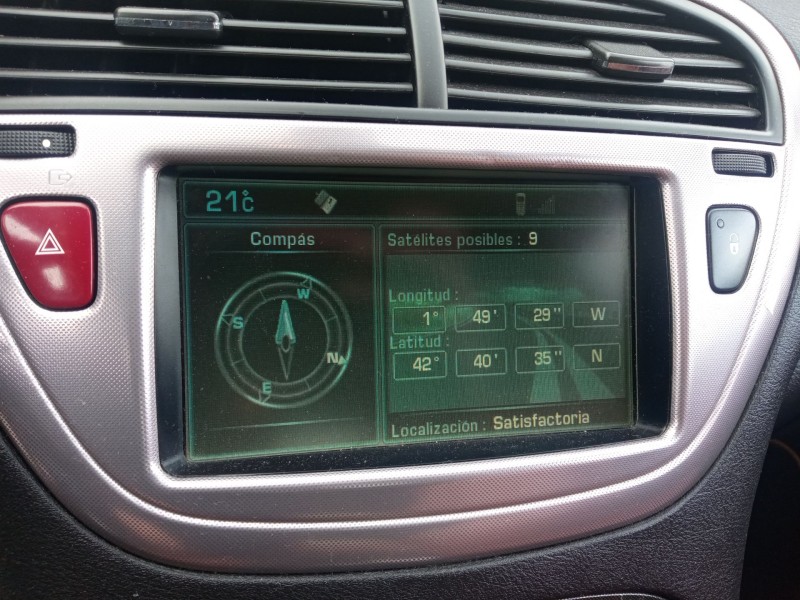 21°C
Compás
W
S
N
E
Satélites posibles : 9
Longitud :
1° 49' 29'' W
Latitud :
42° 40' 35'' N
Localización : Satisfactoria